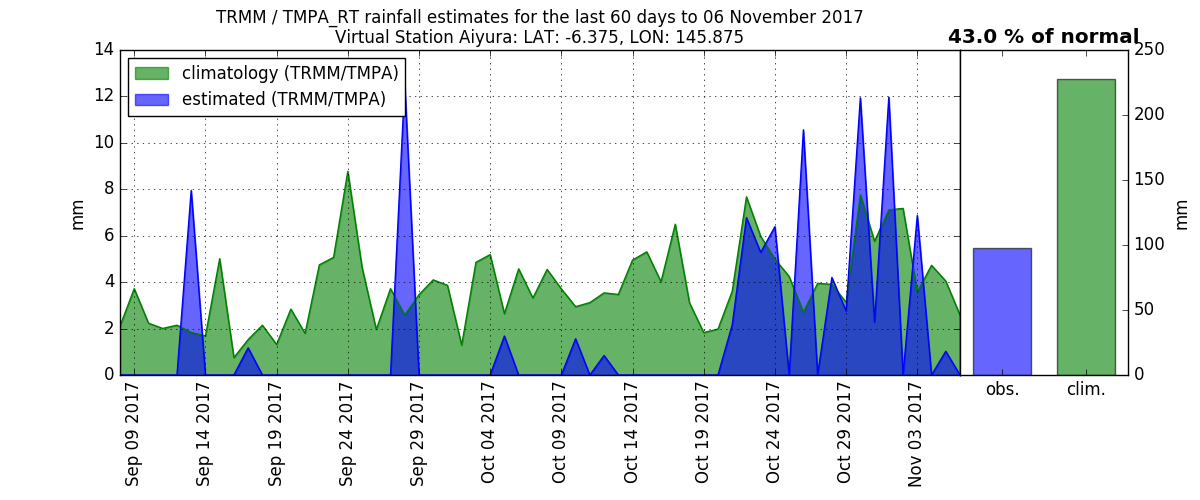 TRMM / TMPA_RT rainfall estimates for the last 60 days to 06 November 2017
Virtual Station Aiyura: LAT: -6.375, LON: 145.875
43.0 % of normal
climatology (TRMM/TMPA)
estimated (TRMM/TMPA)
mm
14
12
10
8
6
4
2
0
Sep 09 2017
Sep 14 2017
Sep 19 2017
Sep 24 2017
Sep 29 2017
Oct 04 2017
Oct 09 2017
Oct 14 2017
Oct 19 2017
Oct 24 2017
Oct 29 2017
Nov 03 2017
obs.
clim.
250
200
150
100
50
0
mm